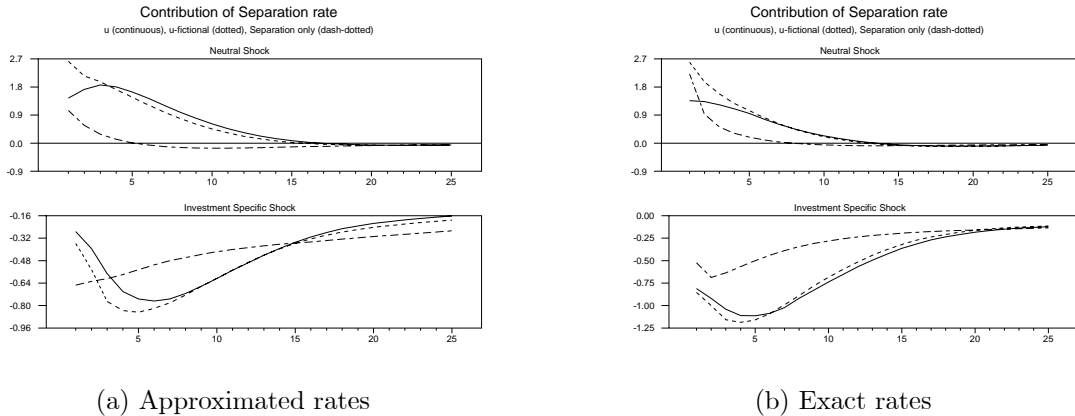 Contribution of Separation rate
u (continuous), u-fictional (dotted), Separation only (dash-dotted)
Neutral Shock
2.7
1.8
0.9
0.0
-0.9
5 10 15 20 25
Investment Specific Shock
-0.16
-0.32
-0.48
-0.64
-0.80
-0.96
5 10 15 20 25
(a) Approximated rates
Contribution of Separation rate
u (continuous), u-fictional (dotted), Separation only (dash-dotted)
Neutral Shock
2.7
1.8
0.9
0.0
-0.9
5 10 15 20 25
Investment Specific Shock
0.00
-0.25
-0.50
-0.75
-1.00
-1.25
5 10 15 20 25
(b) Exact rates